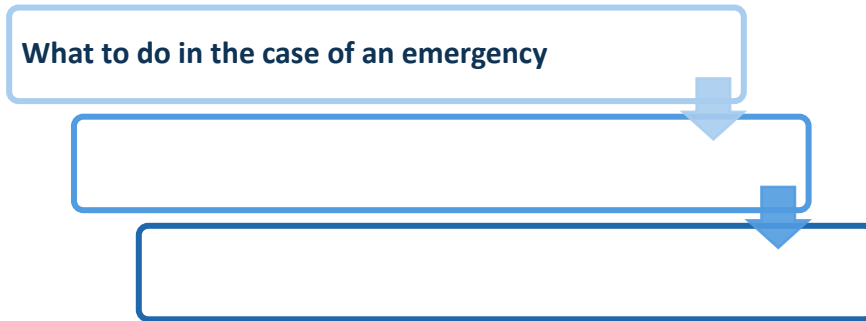 What to do in the case of an emergency